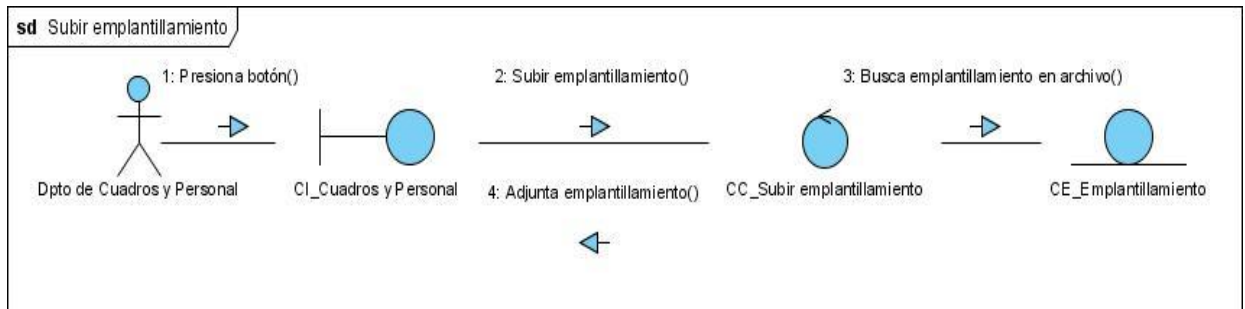 sd Subir emplantillamiento
1: Presiona botón()
2: Subir emplantillamiento()
3: Busca emplantillamiento en archivo()
Dpto de Cuadros y Personal
CI_Cuadros y Personal
4: Adjunta emplantillamiento()
CC_Subir emplantillamiento
CE_Emplantillamiento